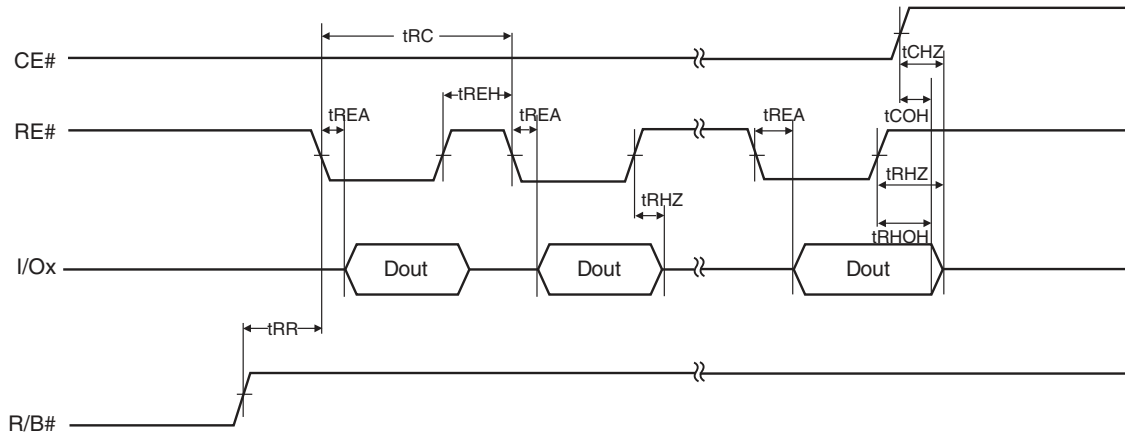 tRC
CE#
tCHZ
tREH
tREA
tREA
tREA
tCOH
RE#
tRHZ
tRHZ
tRHOH
I/Ox
Dout
Dout
Dout
tRR
R/B#